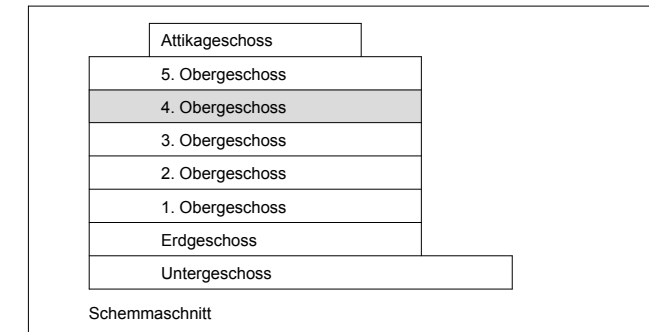 Attikageschoss
5. Obergeschoss
4. Obergeschoss
3. Obergeschoss
2. Obergeschoss
1. Obergeschoss
Erdgeschoss
Untergeschoss
Schemmaschnitt